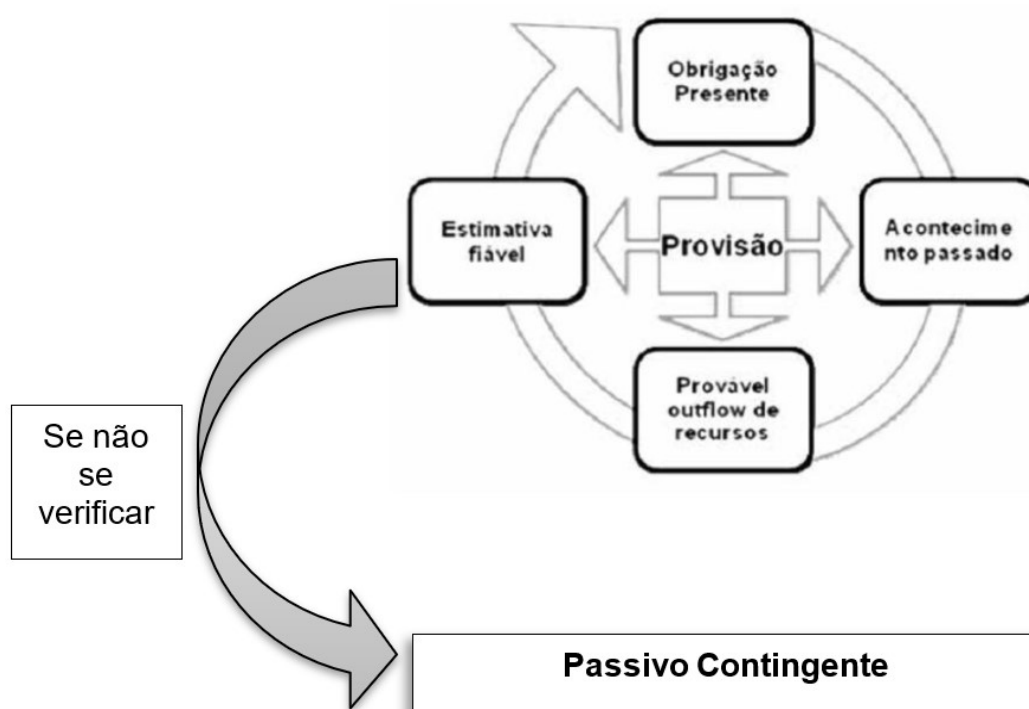 Obrigação
Presente
Estimativa
fiável
Provisão
Acontecime
nto passado
Provável
outflow de
recursos
Se não
se
verificar
Passivo Contingente